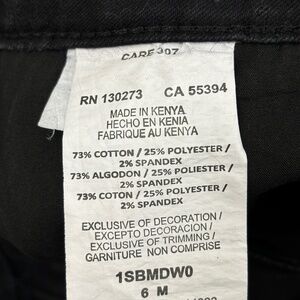 CARE 307
RN 130273 CA 55394
MADE IN KENYA
HECHO EN KENIA
FABRIQUE AU KENYA
73% COTTON / 25% POLYESTER /
2% SPANDEX
73% ALGODON / 25% POLIESTER /
2% SPANDEX
73% COTON / 25% POLYESTER /
2% SPANDEX
EXCLUSIVE OF DECORATION /
EXCEPTO DECORACION /
EXCLUSIVE OF TRIMMING /
GARNITURE NON COMPRISE
1SBMDW0
6 M